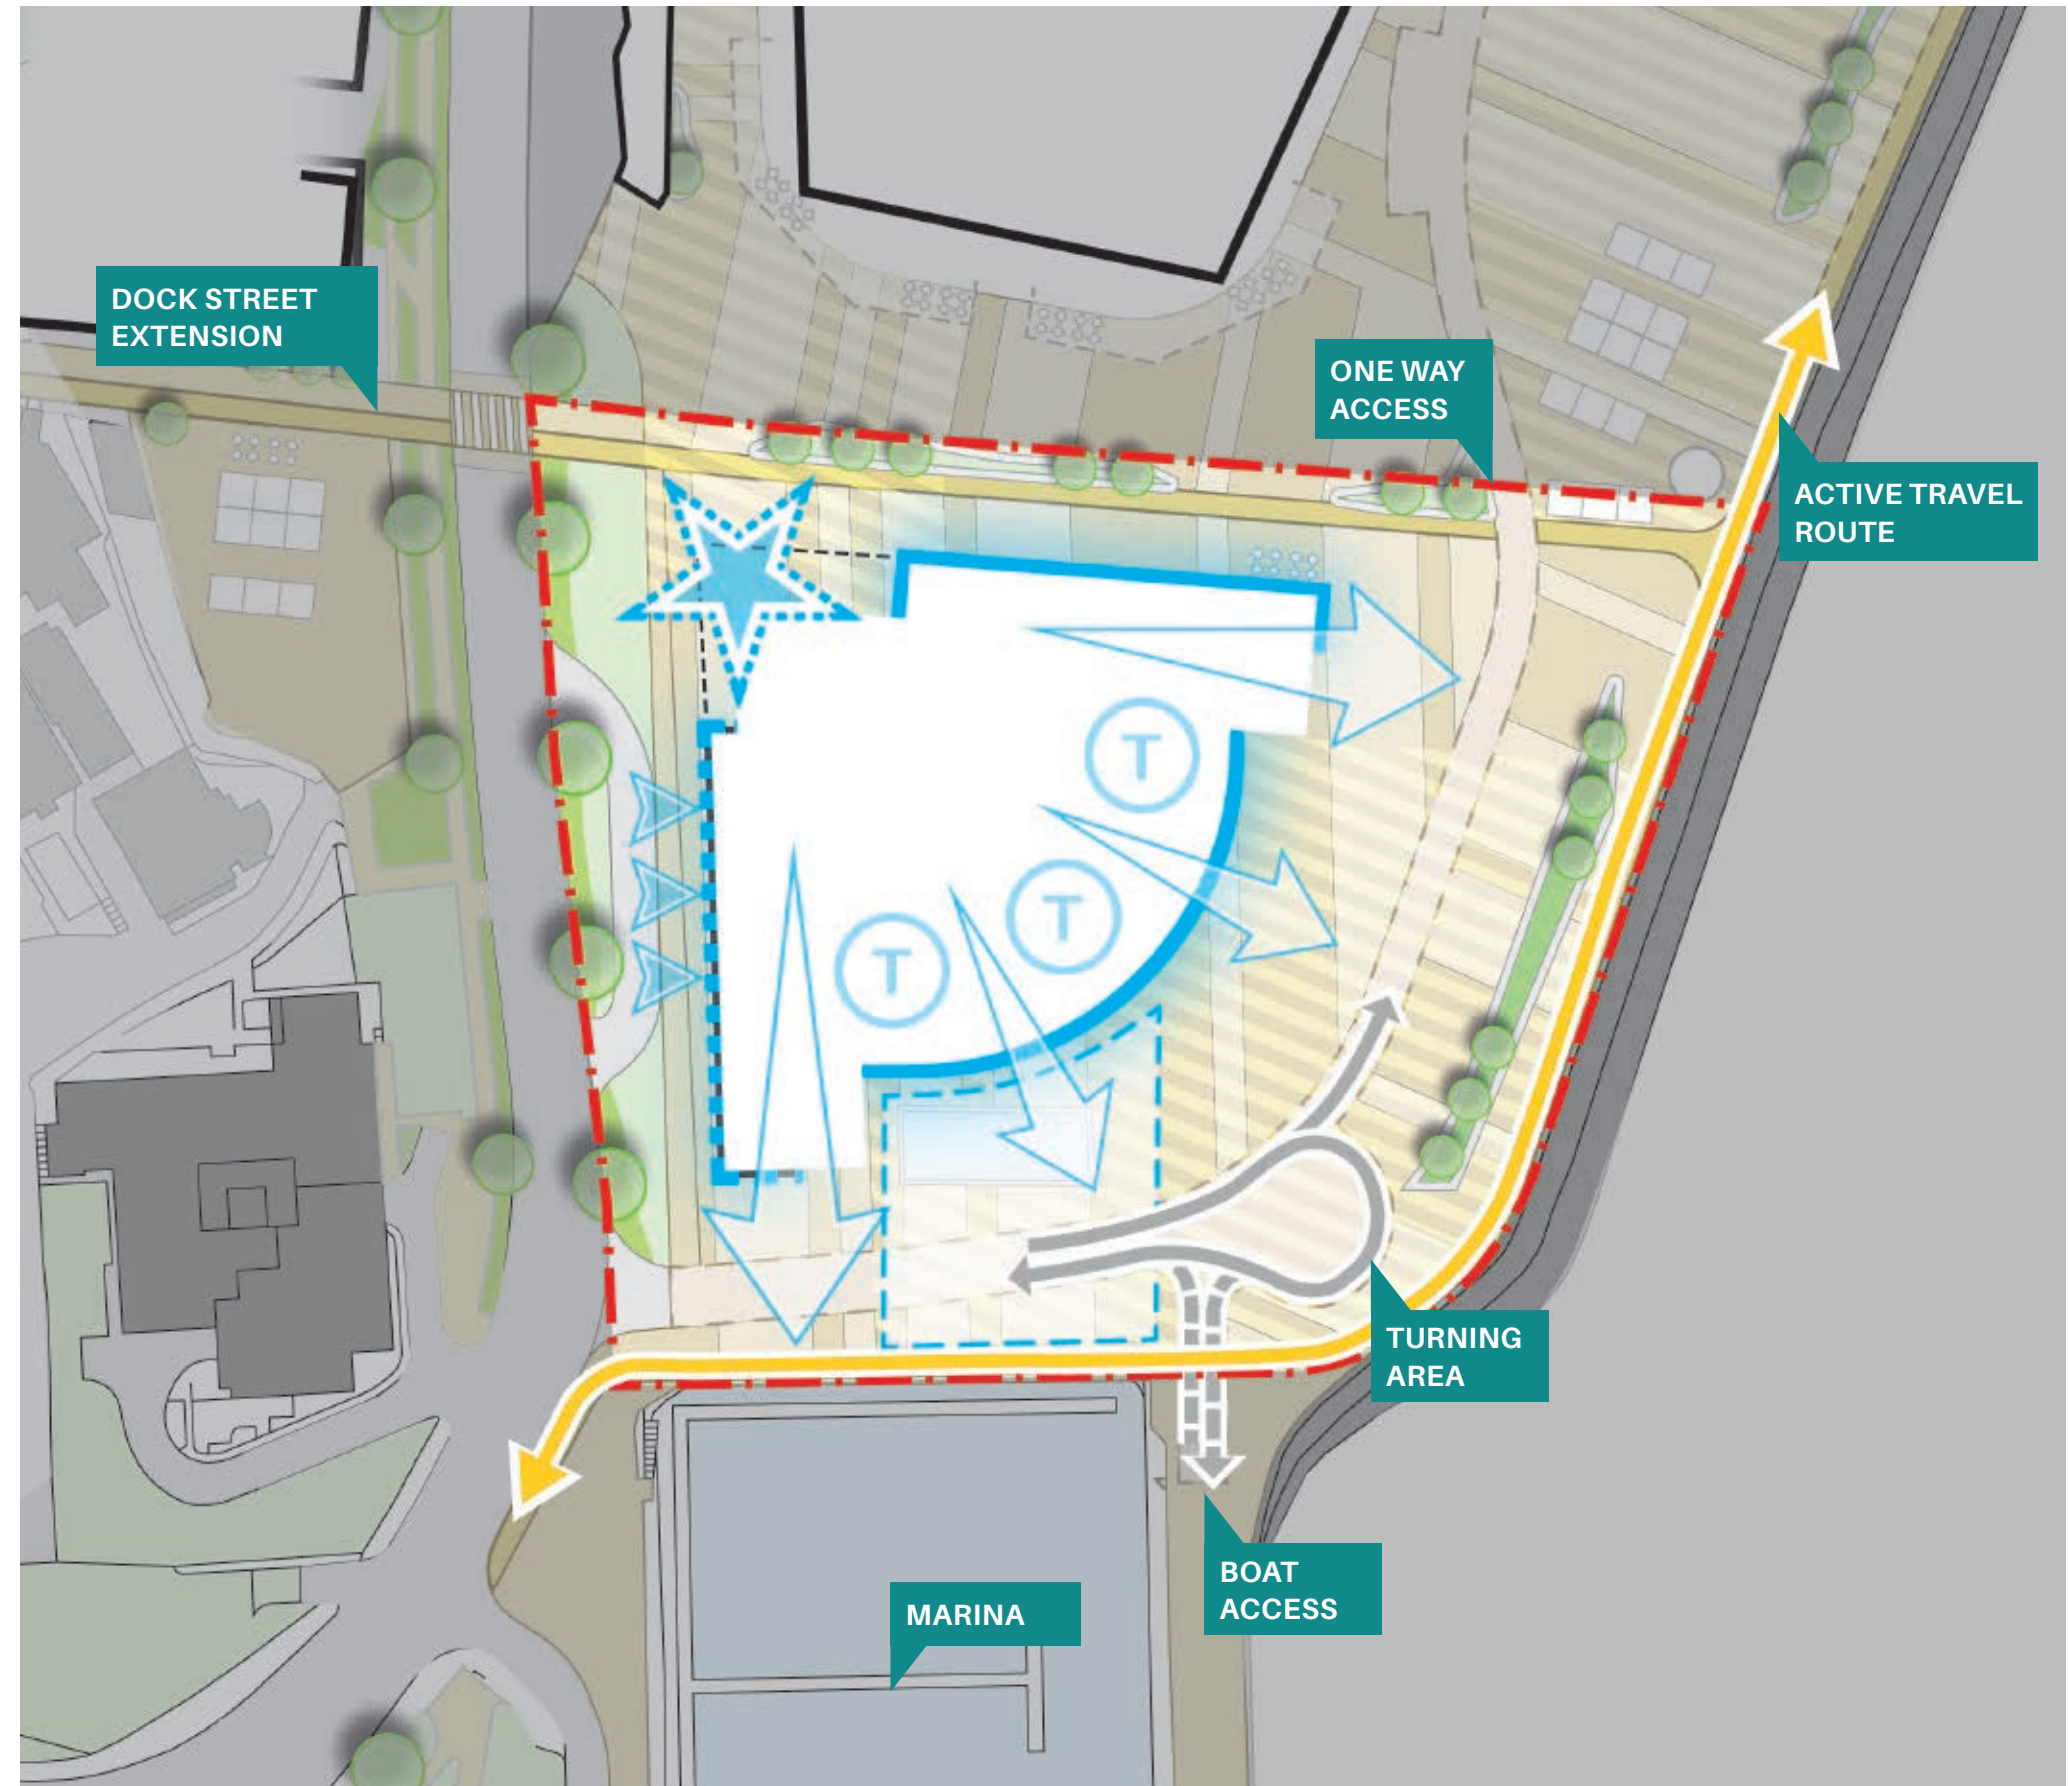 DOCK STREET
EXTENSION
ONE WAY
ACCESS
ACTIVE TRAVEL
ROUTE
T
T
T
TURNING
AREA
BOAT
ACCESS
MARINA